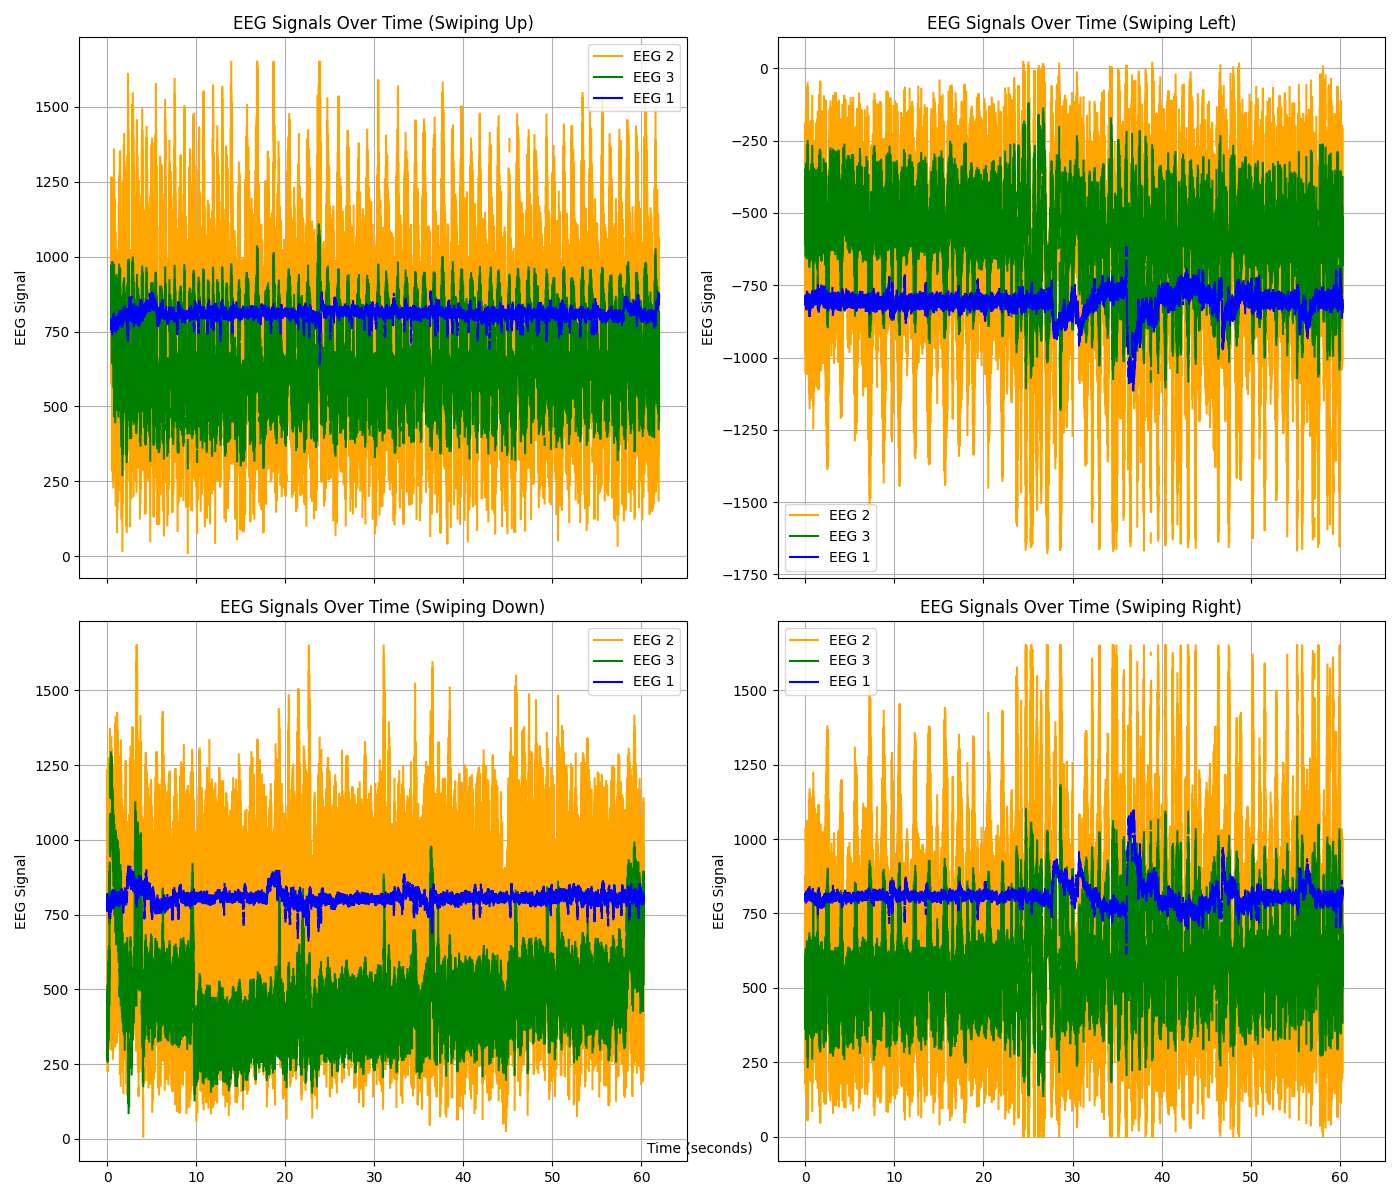 EEG Signals Over Time (Swiping Up)
EEG Signal
1500
1250
1000
750
500
250
0
EEG 2
EEG 3
EEG 1
EEG Signals Over Time (Swiping Left)
EEG Signal
0
−250
−500
−750
−1000
−1250
−1500
−1750
EEG 2
EEG 3
EEG 1
EEG Signals Over Time (Swiping Down)
EEG Signal
1500
1250
1000
750
500
250
0
EEG 2
EEG 3
EEG 1
0 10 20 30 40 50 60
EEG Signals Over Time (Swiping Right)
EEG Signal
1500
1250
1000
750
500
250
0
EEG 2
EEG 3
EEG 1
0 10 20 30 40 50 60
Time (seconds)